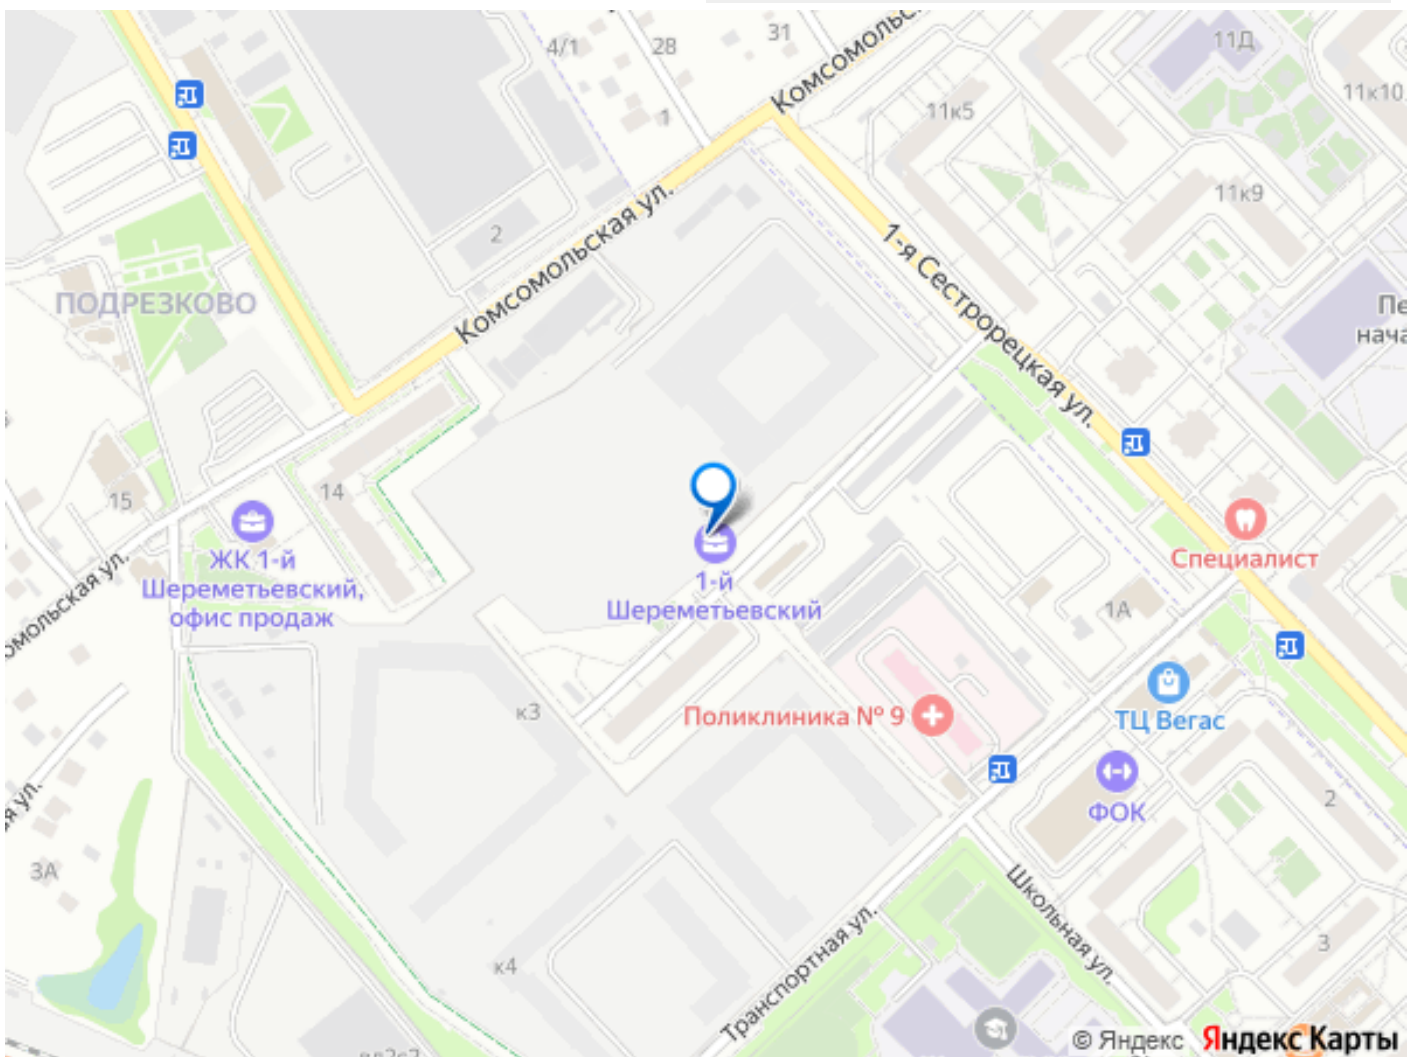 4/1
28
31
Комсомольск
11Д
11к10
11к5
1
11к9
2
Комсомольская ул.
1-я Сестрорецкая ул.
ПОДРЕЗКОВО
Пе
нача
15
14
ЖК 1-й
Шереметьевский,
офис продаж
омольская ул.
1-й
Шереметьевский
Специалист
1А
к3
Поликлиника № 9
ТЦ Вегас
ФОК
2
я ул.
3А
Школьная ул.
Транспортная ул.
3
к4
© Яндекс Яндекс Карты